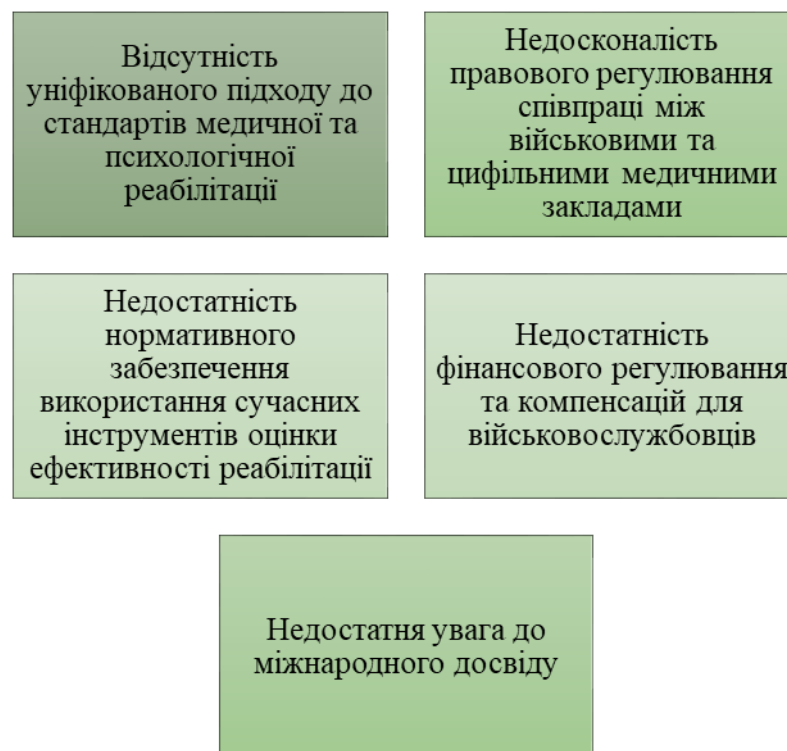 Відсутність
уніфікованого підходу до
стандартів медичної та
психологічної
реабілітації
Недосконалість
правового регулювання
співпраці між
військовими та
цифільними медичними
закладами
Недостатність
нормативного
забезпечення
використання сучасних
інструментів оцінки
ефективності реабілітації
Недостатність
фінансового регулювання
та компенсацій для
військовослужбовців
Недостатня увага до
міжнародного досвіду